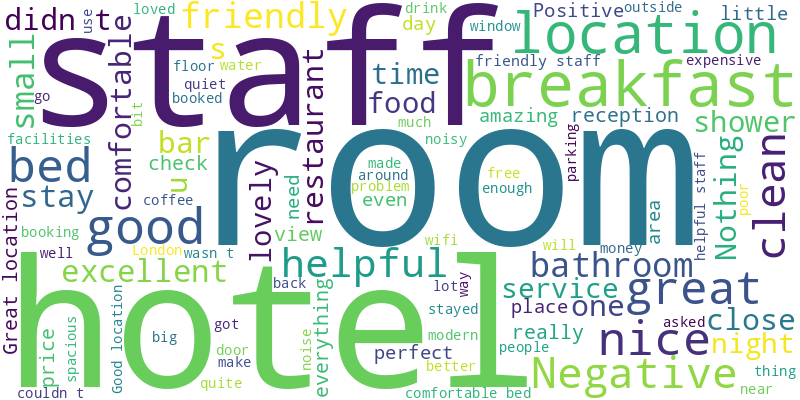 didn t
use
loved
friendly
drink
day
window
Positive
outside
little
staff
location
s
floor
water
quiet
booked
go
small
comfortable
bit
restaurant
time
food
friendly staff
expensive
breakfast
much
amazing
reception
shower
facilities
bar
check
u
bed
stay
coffee
lovely
need
room
noisy
made
around
problem
even
free
enough
parking
area
helpful staff
Nothing
poor
clean
Great location
booking
well
good
London
wasn t
view
wifi
will
money
excellent
helpful
bathroom
hotel
back
everything
lot
way
service
great
place
one
close
stayed
asked
price
spacious
Good location
big
got
door
make
quite
noise
perfect
modern
better
really
people
nice
night
Negative
thing
near
couldn t
comfortable bed